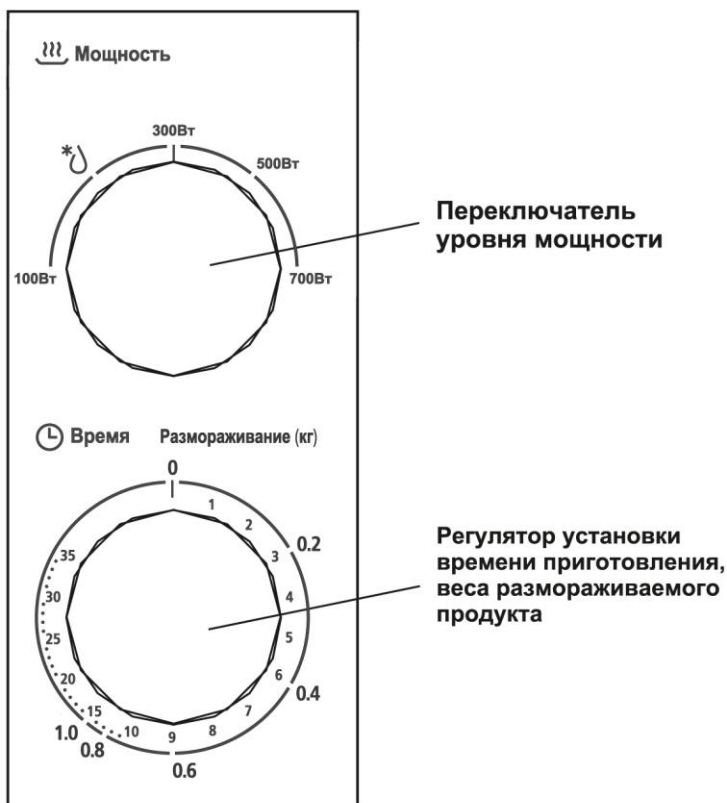 Мощность
300Вт
500Вт
100Вт
700Вт
Переключатель
уровня мощности
Время Размораживание (кг)
0
1
2
3
0.2
4
5
6
0.4
7
8
9
0.6
10
0.8
15
1.0
20
25
30
35
Регулятор установки
времени приготовления,
веса размораживаемого
продукта